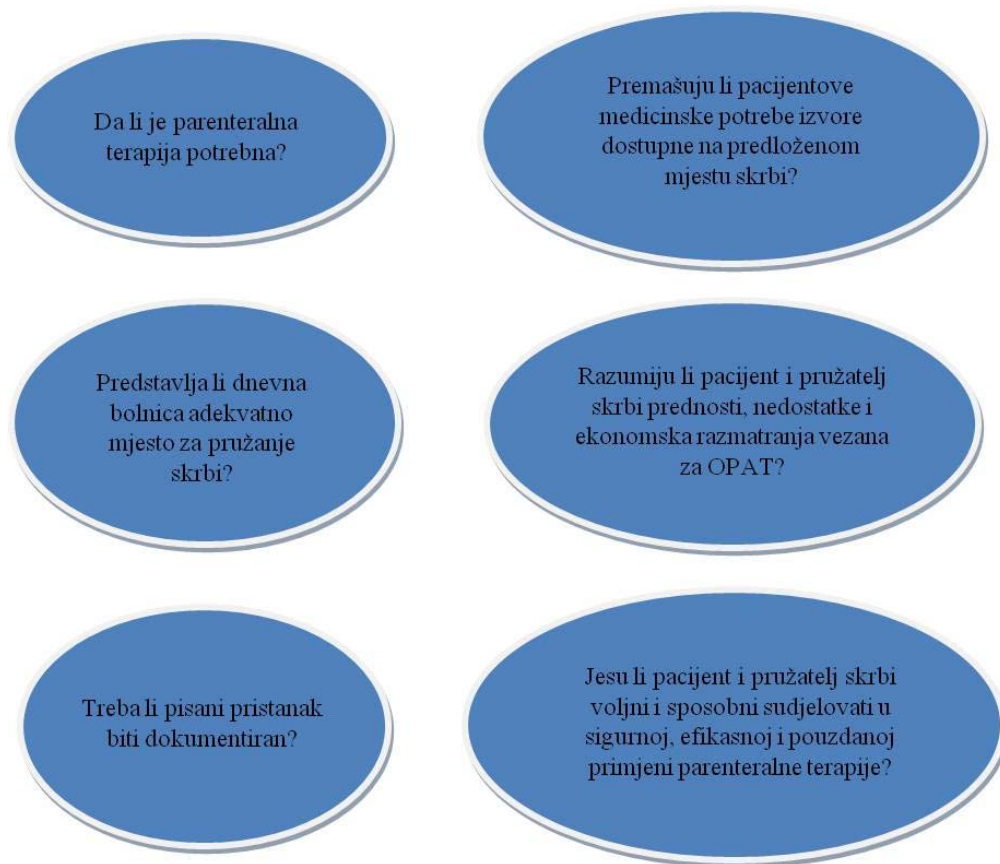 Da li je parenteralna
terapija potrebna?
Premašuju li pacijentove
medicinske potrebe izvore
dostupne na predloženom
mjestu skrbi?
Predstavlja li dnevna
bolnica adekvatno
mjesto za pružanje
skrbi?
Razumiju li pacijent i pružatelj
skrbi prednosti, nedostatke i
ekonomska razmatranja vezana
za OPAT?
Treba li pisani pristanak
biti dokumentiran?
Jesu li pacijent i pružatelj skrbi
voljni i sposobni sudjelovati u
sigurnoj, efikasnoj i pouzdanoj
primjeni parenteralne terapije?